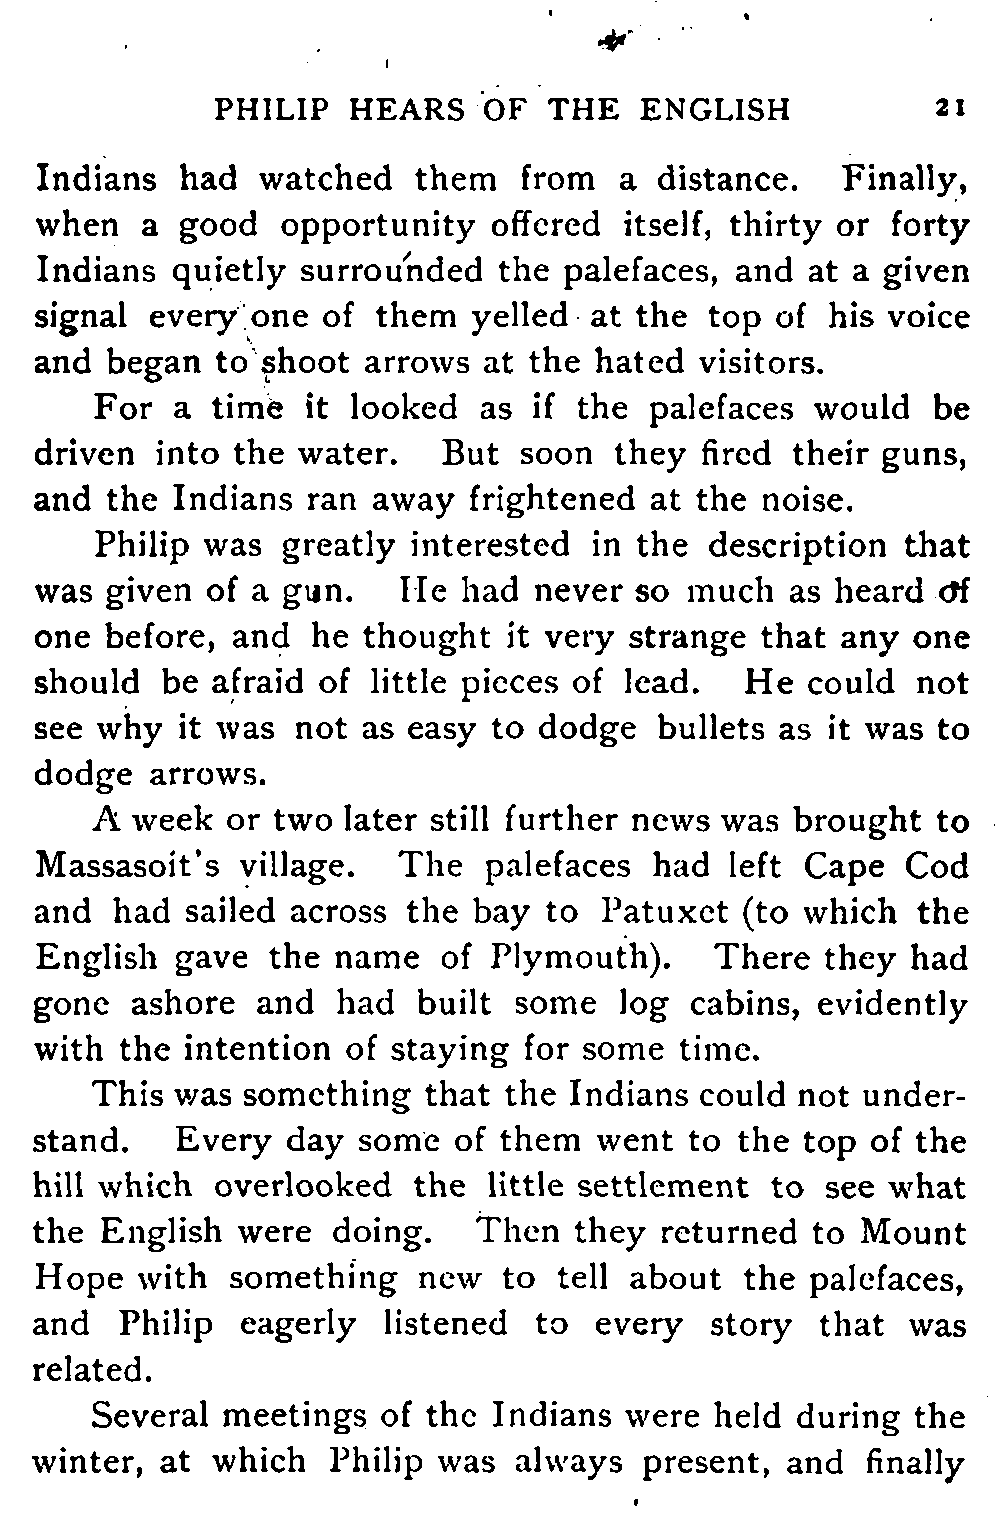 PHILIP HEARS OF THE ENGLISH 21
Indians had watched them from a distance. Finally,
when a good opportunity offered itself, thirty or forty
Indians quietly surrounded the palefaces, and at a given
signal every one of them yelled at the top of his voice
and began to shoot arrows at the hated visitors.
For a time it looked as if the palefaces would be
driven into the water. But soon they fired their guns,
and the Indians ran away frightened at the noise.
Philip was greatly interested in the description that
was given of a gun. He had never so much as heard of
one before, and he thought it very strange that any one
should be afraid of little pieces of lead. He could not
see why it was not as easy to dodge bullets as it was to
dodge arrows.
A week or two later still further news was brought to
Massasoit's village. The palefaces had left Cape Cod
and had sailed across the bay to Patuxet (to which the
English gave the name of Plymouth). There they had
gone ashore and had built some log cabins, evidently
with the intention of staying for some time.
This was something that the Indians could not under-
stand. Every day some of them went to the top of the
hill which overlooked the little settlement to see what
the English were doing. Then they returned to Mount
Hope with something new to tell about the palefaces,
and Philip eagerly listened to every story that was
related.
Several meetings of the Indians were held during the
winter, at which Philip was always present, and finally